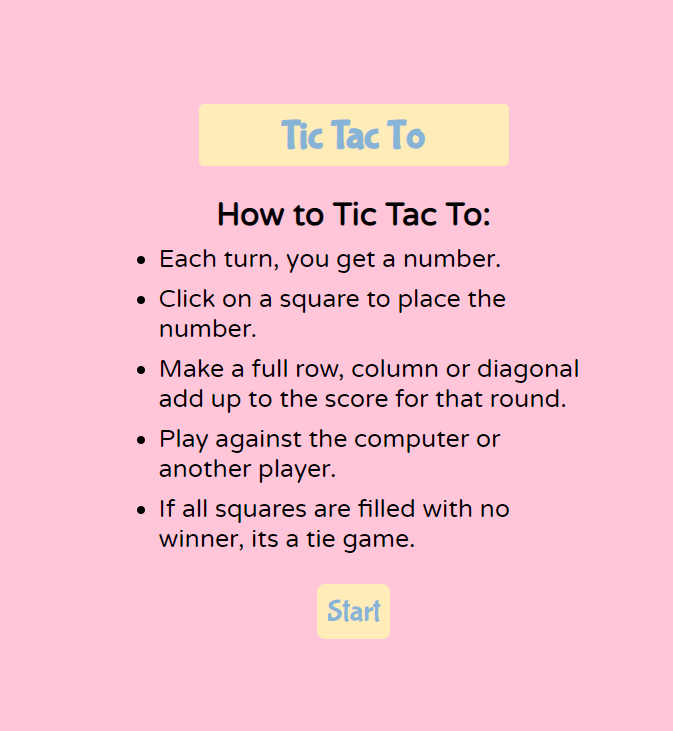 Tic Tac To
How to Tic Tac To:
• Each turn, you get a number.
• Click on a square to place the
number.
• Make a full row, column or diagonal
add up to the score for that round.
• Play against the computer or
another player.
• If all squares are filled with no
winner, its a tie game.
Start